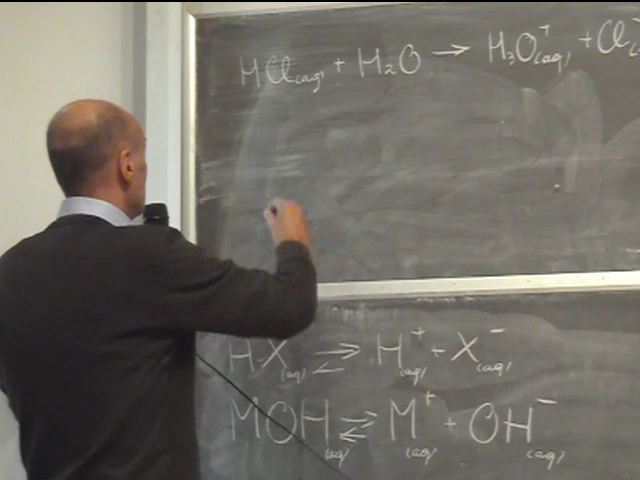 HCl(aq) + H₂O → H₃O⁺(aq) + Cl⁻
H-X(aq) ⇌ H⁺(aq) + X⁻(aq)
MOH(aq) ⇌ M⁺(aq) + OH⁻(aq)